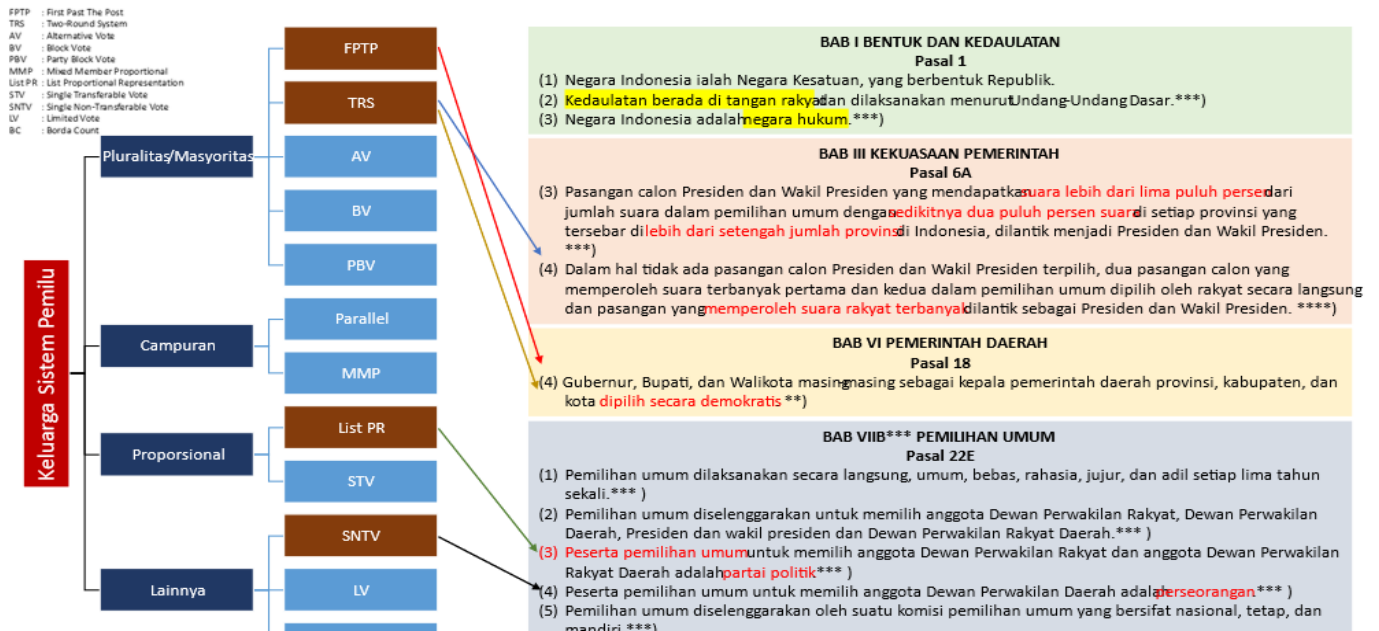 FPTP : First Past The Post
TRS : Two-Round System
AV : Alternative Vote
BV : Block Vote
PBV : Party Block Vote
MMP : Mixed Member Proportional
List PR : List Proportional Representation
STV : Single Transferable Vote
SNTV : Single Non-Transferable Vote
LV : Limited Vote
BC : Borda Count
Keluarga Sistem Pemilu
Pluralitas/Masyoritas
Campuran
Proporsional
Lainnya
FPTP
TRS
AV
BV
PBV
Parallel
MMP
List PR
STV
SNTV
LV
BAB I BENTUK DAN KEDAULATAN
Pasal 1
(1) Negara Indonesia ialah Negara Kesatuan, yang berbentuk Republik.
(2) Kedaulatan berada di tangan rakyat dan dilaksanakan menurut Undang-Undang Dasar.***)
(3) Negara Indonesia adalah negara hukum.***)
BAB III KEKUASAAN PEMERINTAH
Pasal 6A
(3) Pasangan calon Presiden dan Wakil Presiden yang mendapatkan suara lebih dari lima puluh persen dari
jumlah suara dalam pemilihan umum dengan sedikitnya dua puluh persen suara di setiap provinsi yang
tersebar di lebih dari setengah jumlah provinsi di Indonesia, dilantik menjadi Presiden dan Wakil Presiden.
***)
(4) Dalam hal tidak ada pasangan calon Presiden dan Wakil Presiden terpilih, dua pasangan calon yang
memperoleh suara terbanyak pertama dan kedua dalam pemilihan umum dipilih oleh rakyat secara langsung
dan pasangan yang memperoleh suara rakyat terbanyak dilantik sebagai Presiden dan Wakil Presiden. ****)
BAB VI PEMERINTAH DAERAH
Pasal 18
(4) Gubernur, Bupati, dan Walikota masing-masing sebagai kepala pemerintah daerah provinsi, kabupaten, dan
kota dipilih secara demokratis **)
BAB VIIB*** PEMILIHAN UMUM
Pasal 22E
(1) Pemilihan umum dilaksanakan secara langsung, umum, bebas, rahasia, jujur, dan adil setiap lima tahun
sekali.*** )
(2) Pemilihan umum diselenggarakan untuk memilih anggota Dewan Perwakilan Rakyat, Dewan Perwakilan
Daerah, Presiden dan wakil presiden dan Dewan Perwakilan Rakyat Daerah.*** )
(3) Peserta pemilihan umum untuk memilih anggota Dewan Perwakilan Rakyat dan anggota Dewan Perwakilan
Rakyat Daerah adalah partai politik.*** )
(4) Peserta pemilihan umum untuk memilih anggota Dewan Perwakilan Daerah adalah perseorangan.*** )
(5) Pemilihan umum diselenggarakan oleh suatu komisi pemilihan umum yang bersifat nasional, tetap, dan
mandiri.***)